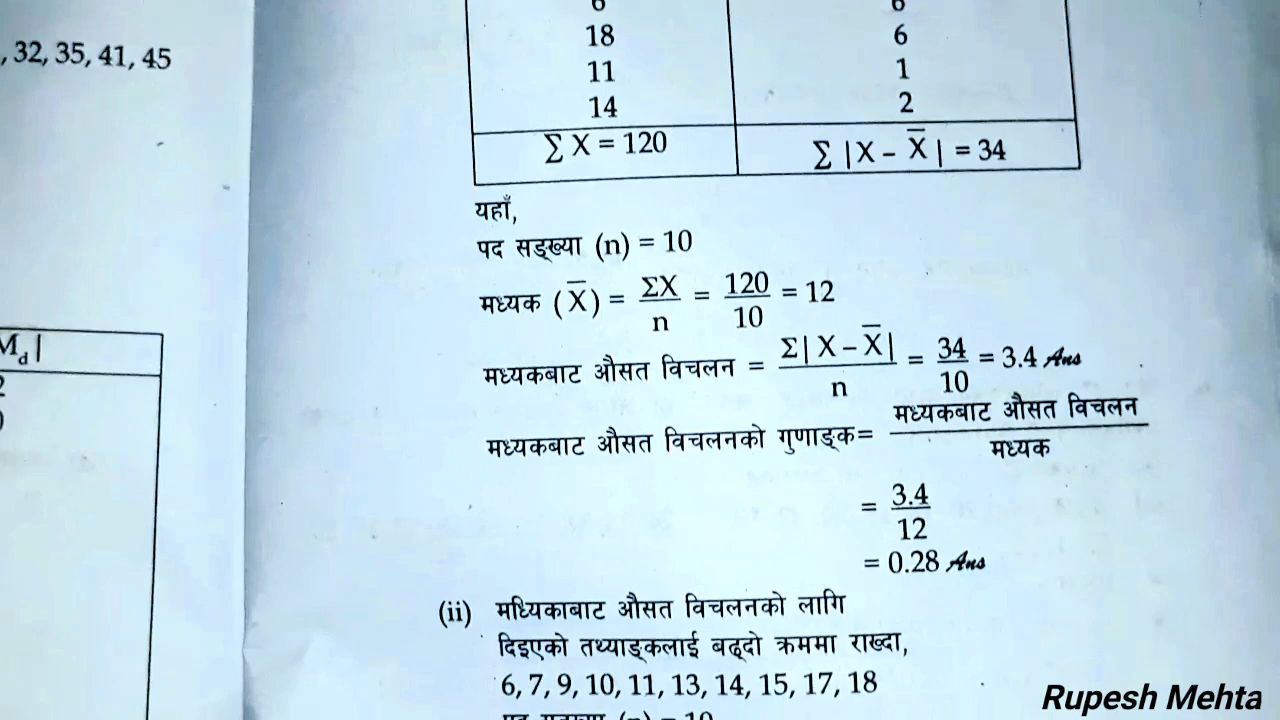 , 32, 35, 41, 45
M_d |
18 6
11 1
14 2
∑ X = 120 ∑ |X - X̄ | = 34
यहाँ,
पद सङ्ख्या (n) = 10
मध्यक ( X̄ ) = ΣX/n = 120/10 = 12
मध्यकबाट औसत विचलन = Σ| X - X̄ |/n = 34/10 = 3.4 Ans
मध्यकबाट औसत विचलनको गुणाङ्क= मध्यकबाट औसत विचलन/मध्यक
= 3.4/12
= 0.28 Ans
(ii) मध्यिकाबाट औसत विचलनको लागि
दिइएको तथ्याङ्कलाई बढ्दो क्रममा राख्दा,
6, 7, 9, 10, 11, 13, 14, 15, 17, 18
Rupesh Mehta